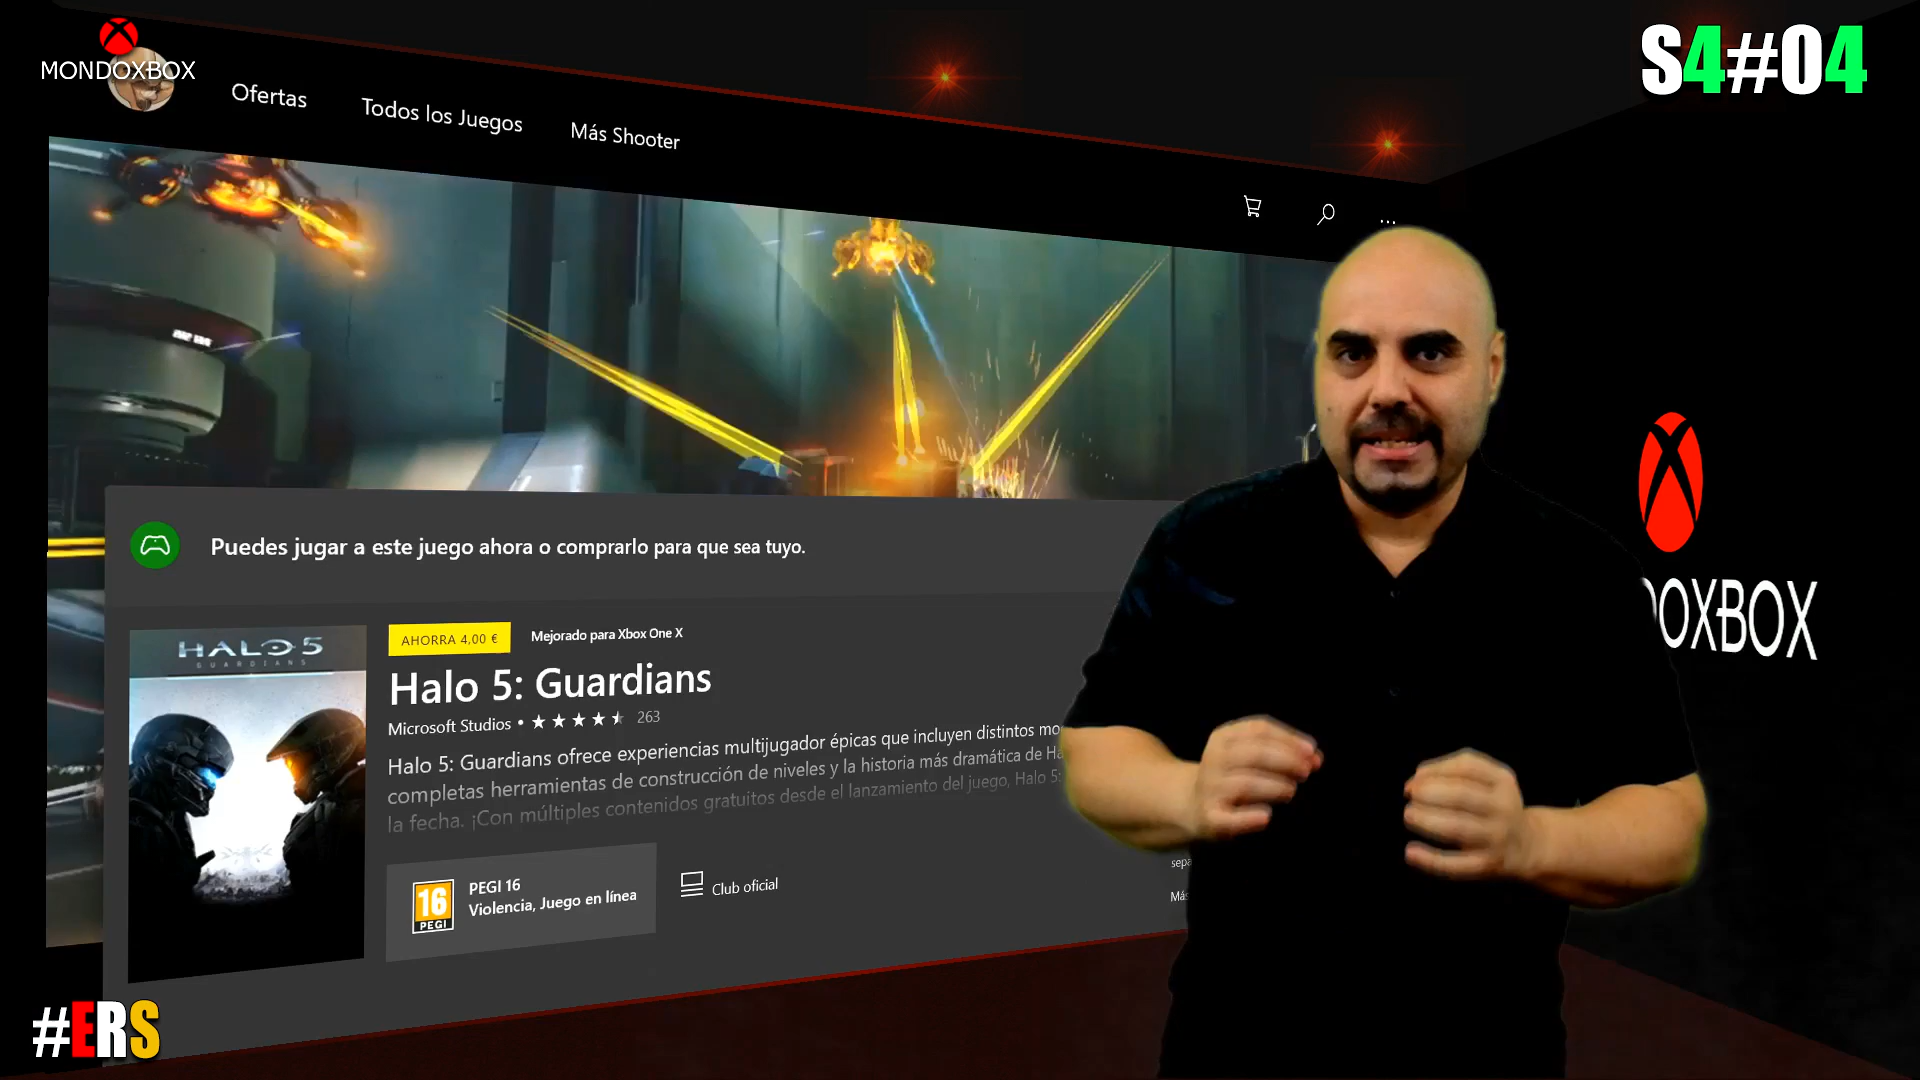 MONDOXBOX
S4#04
Ofertas
Todos los Juegos
Más Shooter
Puedes jugar a este juego ahora o comprarlo para que sea tuyo.
HALO 5
GUARDIANS
AHORRA 4,00 €
Mejorado para Xbox One X
Halo 5: Guardians
Microsoft Studios • 263
Halo 5: Guardians ofrece experiencias multijugador épicas que incluyen distintos
completas herramientas de construcción de niveles y la historia más dramática de
la fecha. ¡Con múltiples contenidos gratuitos desde el lanzamiento del juego, Halo 5:
16
PEGI
PEGI 16
Violencia, Juego en línea
Club oficial
OXBOX
#ERS